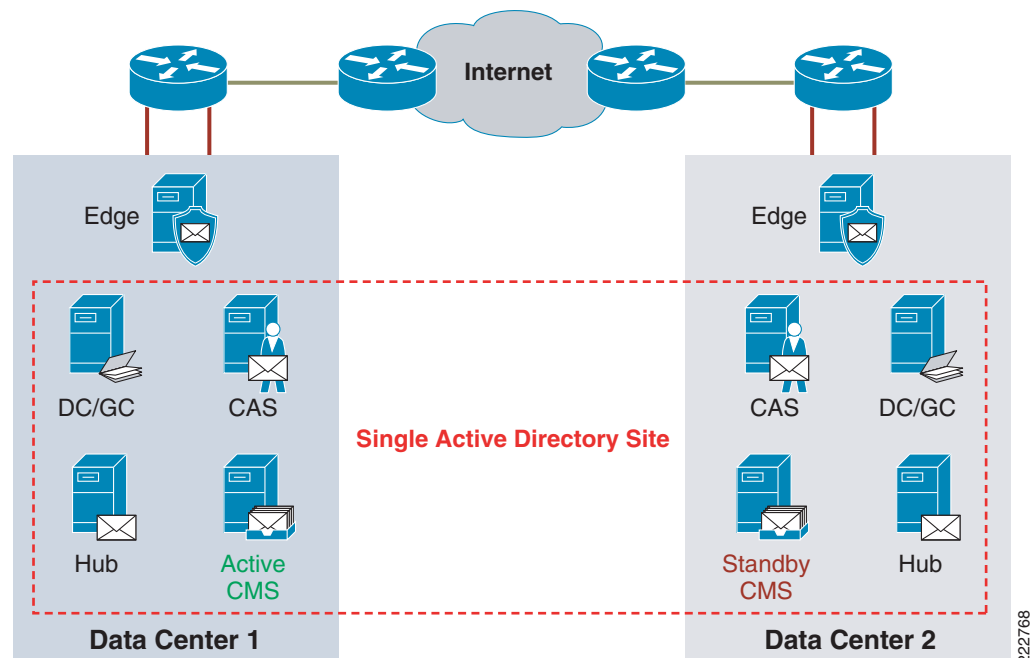 Internet
Edge
Edge
DC/GC
CAS
CAS
DC/GC
Single Active Directory Site
Hub
Active
CMS
Standby
CMS
Hub
Data Center 1
Data Center 2
222768